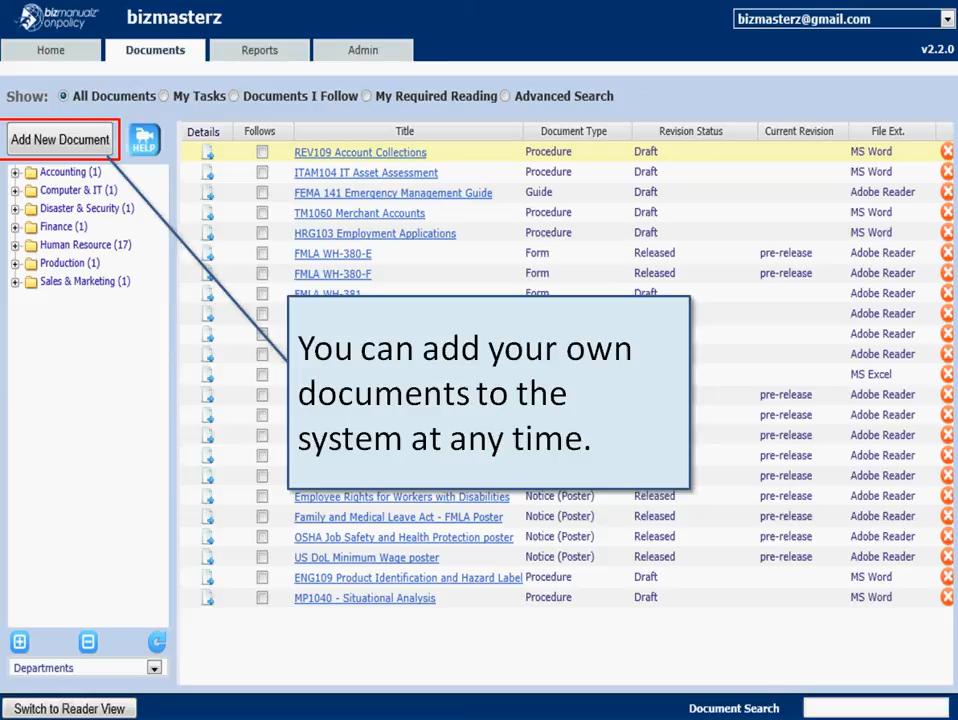 bizmanualz onpolicy
bizmasterz
bizmasterz@gmail.com
Home Documents Reports Admin
v2.2.0
Show: All Documents My Tasks Documents I Follow My Required Reading Advanced Search
Add New Document
HELP
Accounting (1)
Computer & IT (1)
Disaster & Security (1)
Finance (1)
Human Resource (17)
Production (1)
Sales & Marketing (1)
Departments
Details Follows Title Document Type Revision Status Current Revision File Ext.
REV109 Account Collections Procedure Draft MS Word
ITAM104 IT Asset Assessment Procedure Draft MS Word
FEMA 141 Emergency Management Guide Guide Draft Adobe Reader
TM1060 Merchant Accounts Procedure Draft MS Word
HRG103 Employment Applications Procedure Draft MS Word
FMLA WH-380-E Form Released pre-release Adobe Reader
FMLA WH-380-F Form Released pre-release Adobe Reader
FMLA WH-381 Form Draft Adobe Reader
Adobe Reader
Adobe Reader
Adobe Reader
MS Excel
pre-release Adobe Reader
pre-release Adobe Reader
pre-release Adobe Reader
pre-release Adobe Reader
pre-release Adobe Reader
You can add your own
documents to the
system at any time.
Employee Rights for Workers with Disabilities Notice (Poster) Released pre-release Adobe Reader
Family and Medical Leave Act - FMLA Poster Notice (Poster) Released pre-release Adobe Reader
OSHA Job Safety and Health Protection poster Notice (Poster) Released pre-release Adobe Reader
US DoL Minimum Wage poster Notice (Poster) Released pre-release Adobe Reader
ENG109 Product Identification and Hazard Label Procedure Draft MS Word
MP1040 - Situational Analysis Procedure Draft MS Word
Switch to Reader View
Document Search